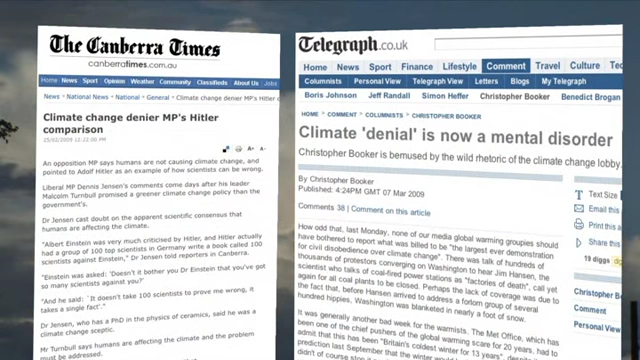 The Canberra Times
canberratimes.com.au
Home News Sport Opinion Weather Community Classifieds About Us Jobs
News National News National General Climate change denier MP's Hitler c
Climate change denier MP's Hitler
comparison
25/02/2009 12:12:00 PM
An opposition MP says humans are not causing climate change, and
pointed to Adolf Hitler as an example of how scientists can be wrong.
Liberal MP Dennis Jensen's comments come days after his leader
Malcolm Turnbull promised a greener climate policy than the
government's.
Dr Jensen cast doubt on the apparent scientific consensus that
humans are affecting the climate.
"Albert Einstein was very much criticised by Hitler, and Hitler actually
had a group of 100 top scientists in Germany write a book called 100
scientists against Einstein," Dr Jensen told reporters in Canberra.
"Einstein was asked: "Doesn't it bother you Dr Einstein that you've got
so many scientists against you?'
"And he said: `It doesn't take 100 scientists to prove me wrong, it
takes a single fact'."
Dr Jensen, who has a PhD in the physics of ceramics, said he was a
climate change sceptic.
Mr Turnbull says humans are affecting the climate and the problem
must be addressed.
Telegraph.co.uk
Home News Sport Finance Lifestyle Comment Travel Culture Tec
Columnists Personal View Telegraph View Letters Blogs My Telegraph
Boris Johnson Jeff Randall Simon Heffer Christopher Booker Benedict Brogan
HOME > COMMENT > COLUMNISTS > CHRISTOPHER BOOKER
Climate 'denial' is now a mental disorder
Christopher Booker is bemused by the wild rhetoric of the climate change lobby.
By Christopher Booker
Published: 4:24PM GMT 07 Mar 2009
Comments 38 | Comment on this article
Text Size
Email this
Print this a
Share this
19 diggs
How odd that, last Monday, none of our media global warming groupies should
have bothered to report what was billed to be "the largest ever demonstration
for civil disobedience over climate change". There was talk of hundreds of
thousands of protesters converging on Washington to hear Jim Hansen, the
scientist who talks of coal-fired power stations as "factories of death", call yet
again for all coal plants to be closed. Perhaps the lack of coverage was due to
the fact that, before Hansen arrived to address a forlorn group of several
hundred hippies, Washington was blanketed in nearly a foot of snow.
It was generally another bad week for the warmists. The Met Office, which has
been one of the chief pushers of the global warming scare for 20 years, had to
admit that this has been "Britain's coldest winter for 13 years", despite
prediction last September that the winter would
didn't of course stop
Christopher B
Comment